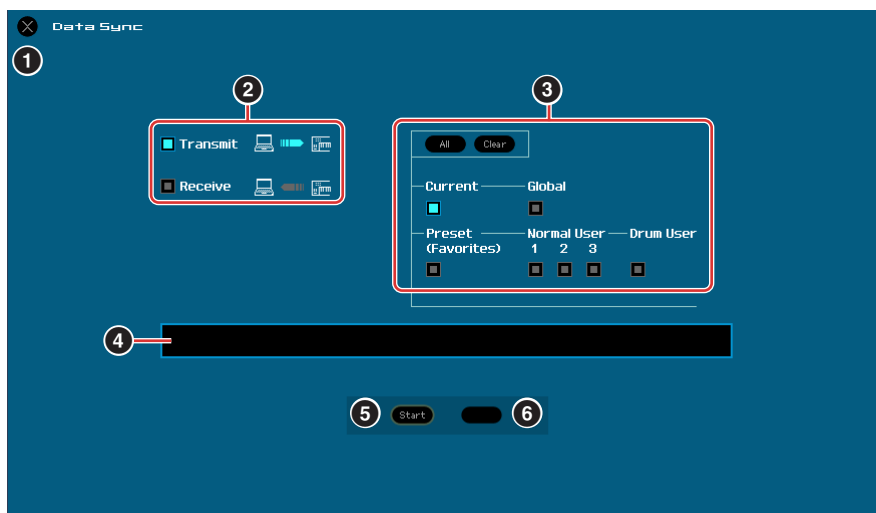 Data Sync
1
2
3
Transmit
Receive
All Clear
Current Global
Preset Normal User Drum User
(Favorites) 1 2 3
4
5 Start 6